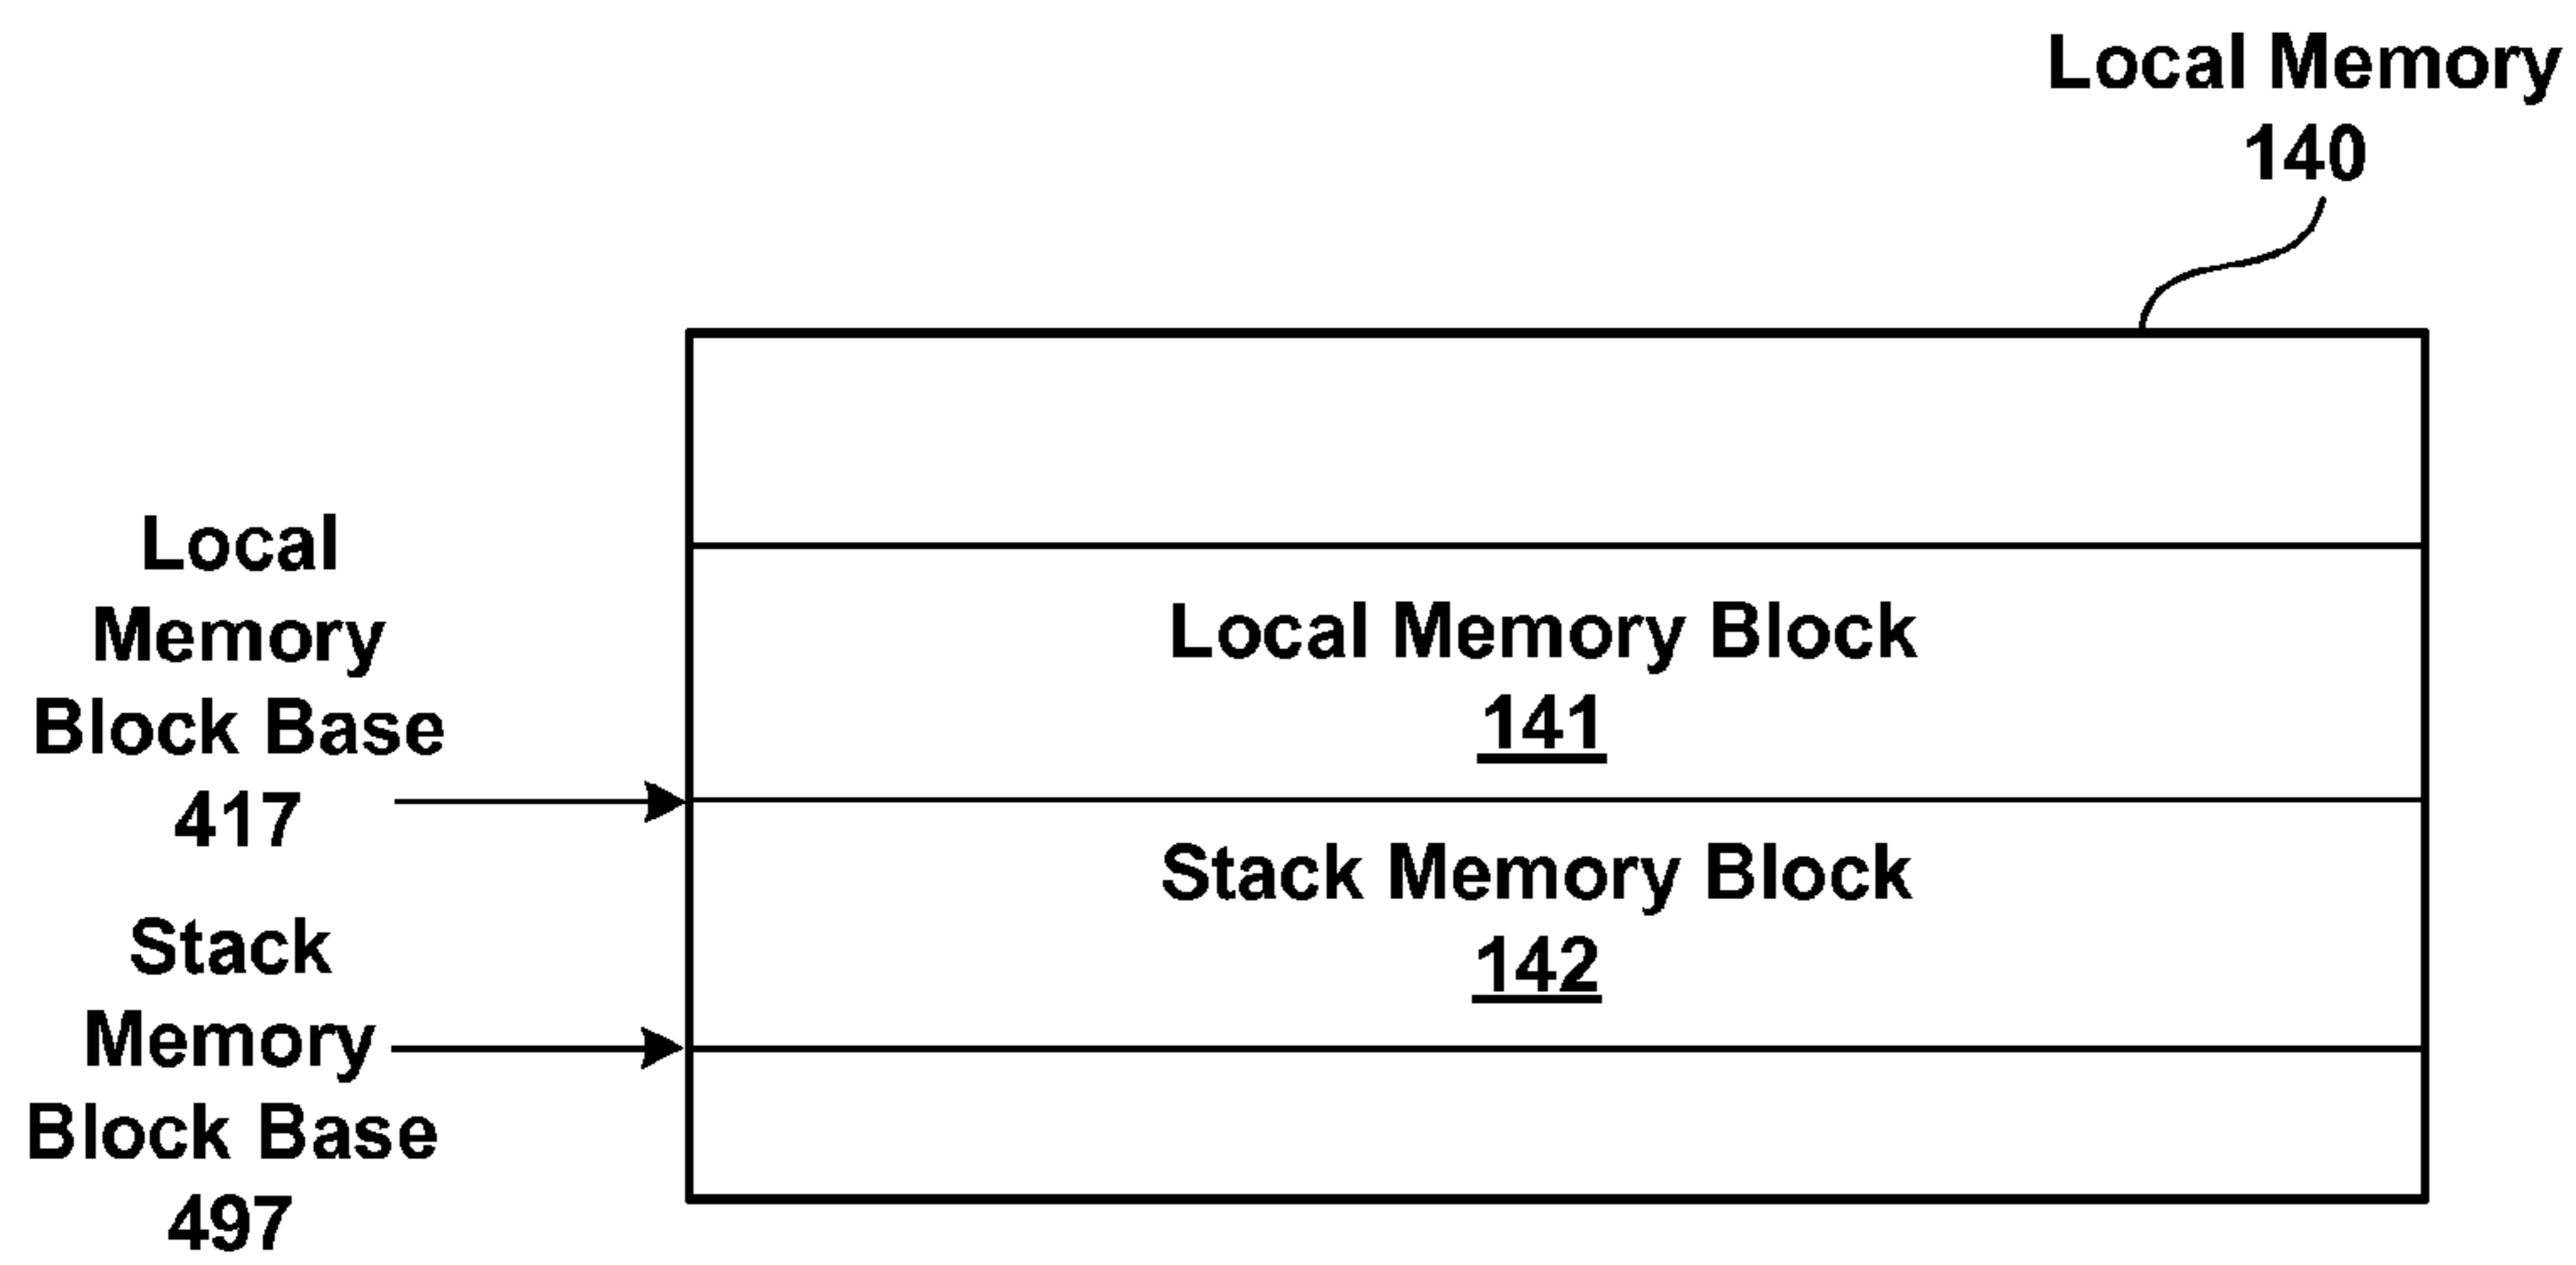 Local Memory
140
Local
Memory
Block Base
417
Local Memory Block
141
Stack Memory Block
142
Stack
Memory
Block Base
497